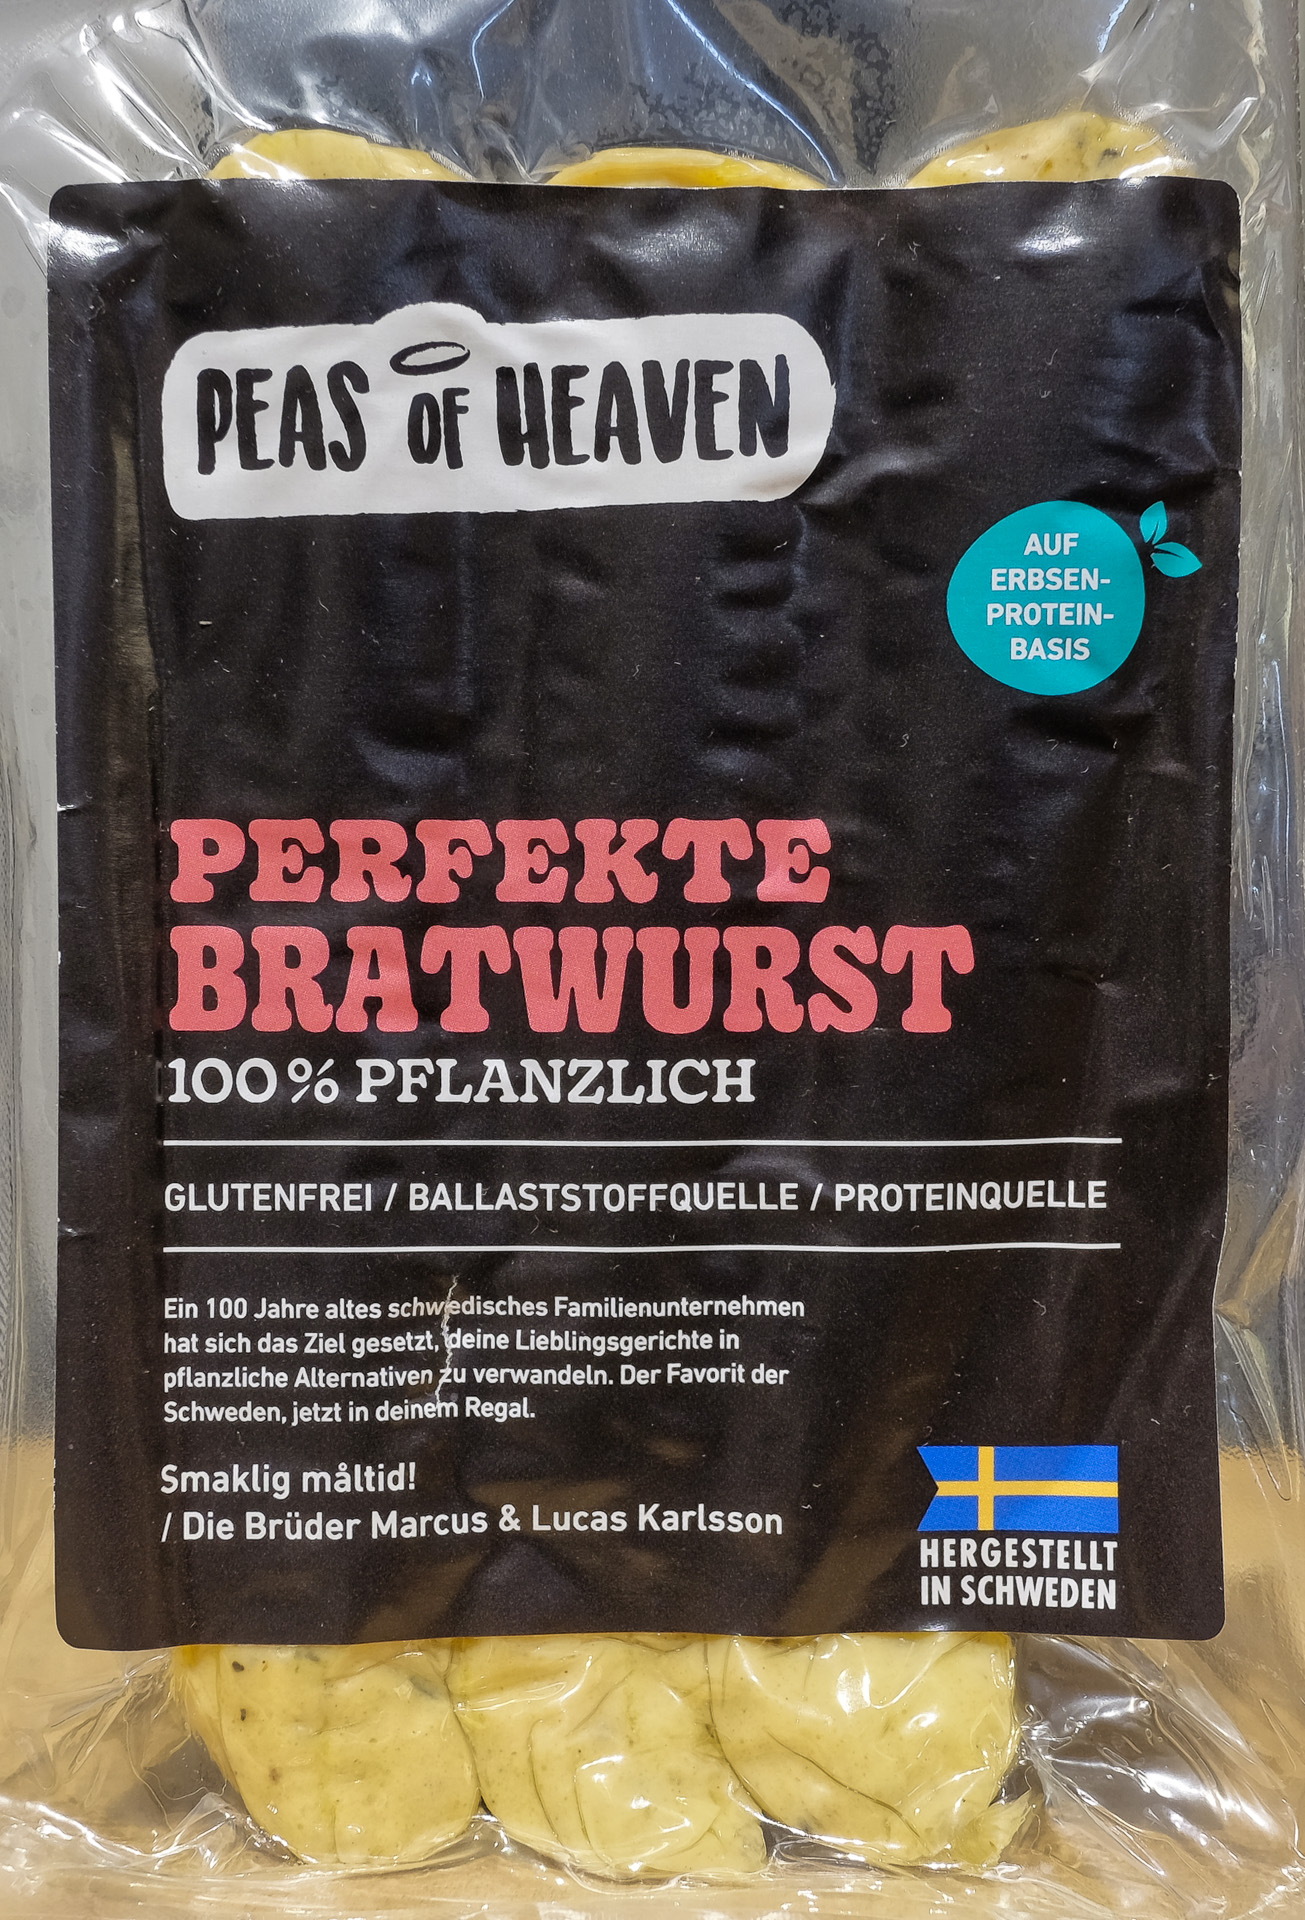 PEAS OF HEAVEN
AUF
ERBSEN-
PROTEIN-
BASIS
PERFEKTE
BRATWURST
100% PFLANZLICH
GLUTENFREI / BALLASTSTOFFQUELLE / PROTEINQUELLE
Ein 100 Jahre altes schwedisches Familienunternehmen
hat sich das Ziel gesetzt, deine Lieblingsgerichte in
pflanzliche Alternativen zu verwandeln. Der Favorit der
Schweden, jetzt in deinem Regal.
Smaklig måltid!
/ Die Brüder Marcus & Lucas Karlsson
HERGESTELLT
IN SCHWEDEN